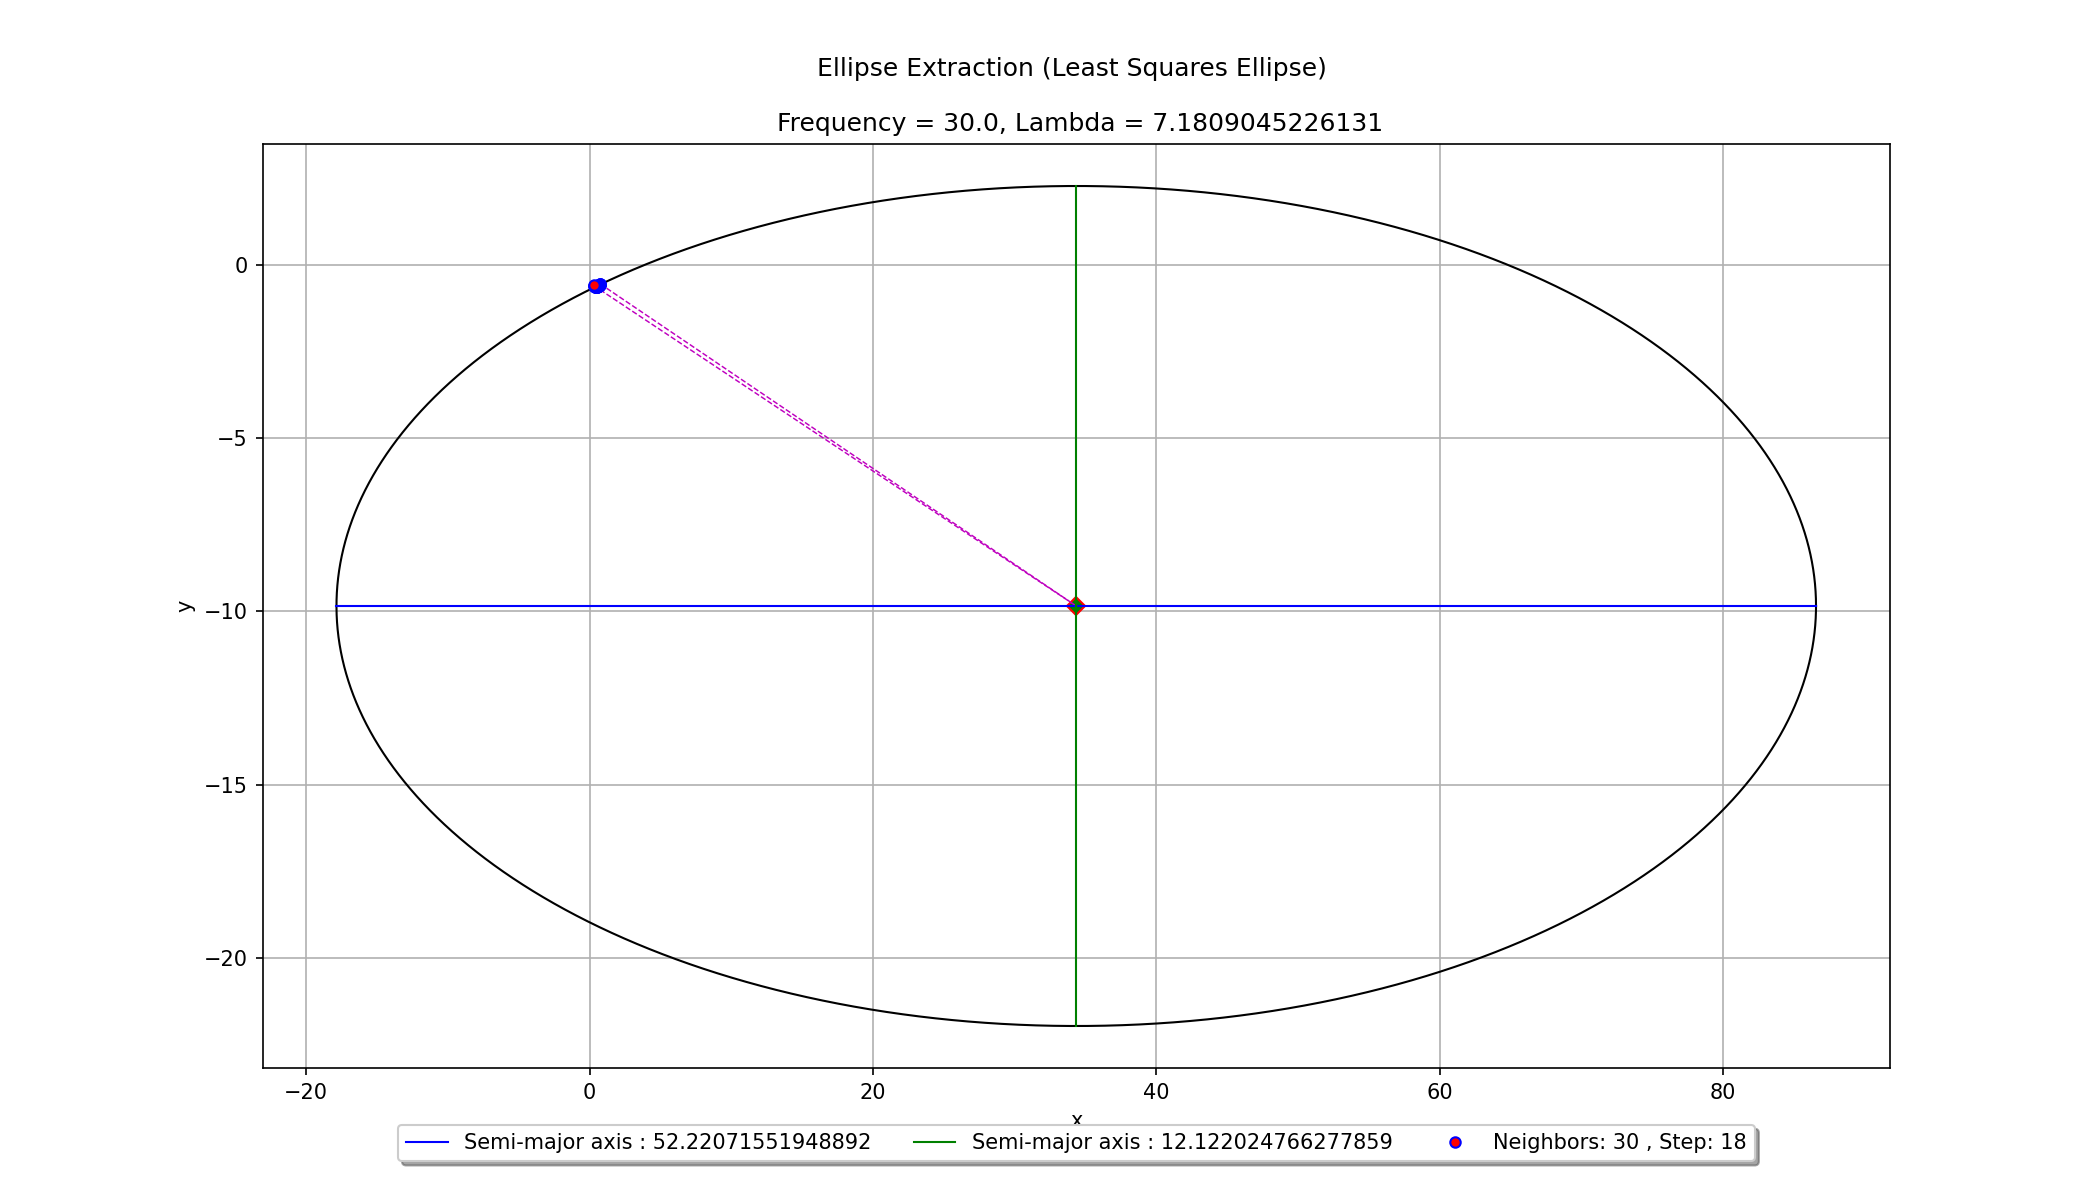 Ellipse Extraction (Least Squares Ellipse)
Frequency = 30.0, Lambda = 7.1809045226131
0
−5
−10
−15
−20
y
−20 0 20 40 60 80
x
Semi-major axis : 52.22071551948892 Semi-major axis : 12.122024766277859 Neighbors: 30 , Step: 18